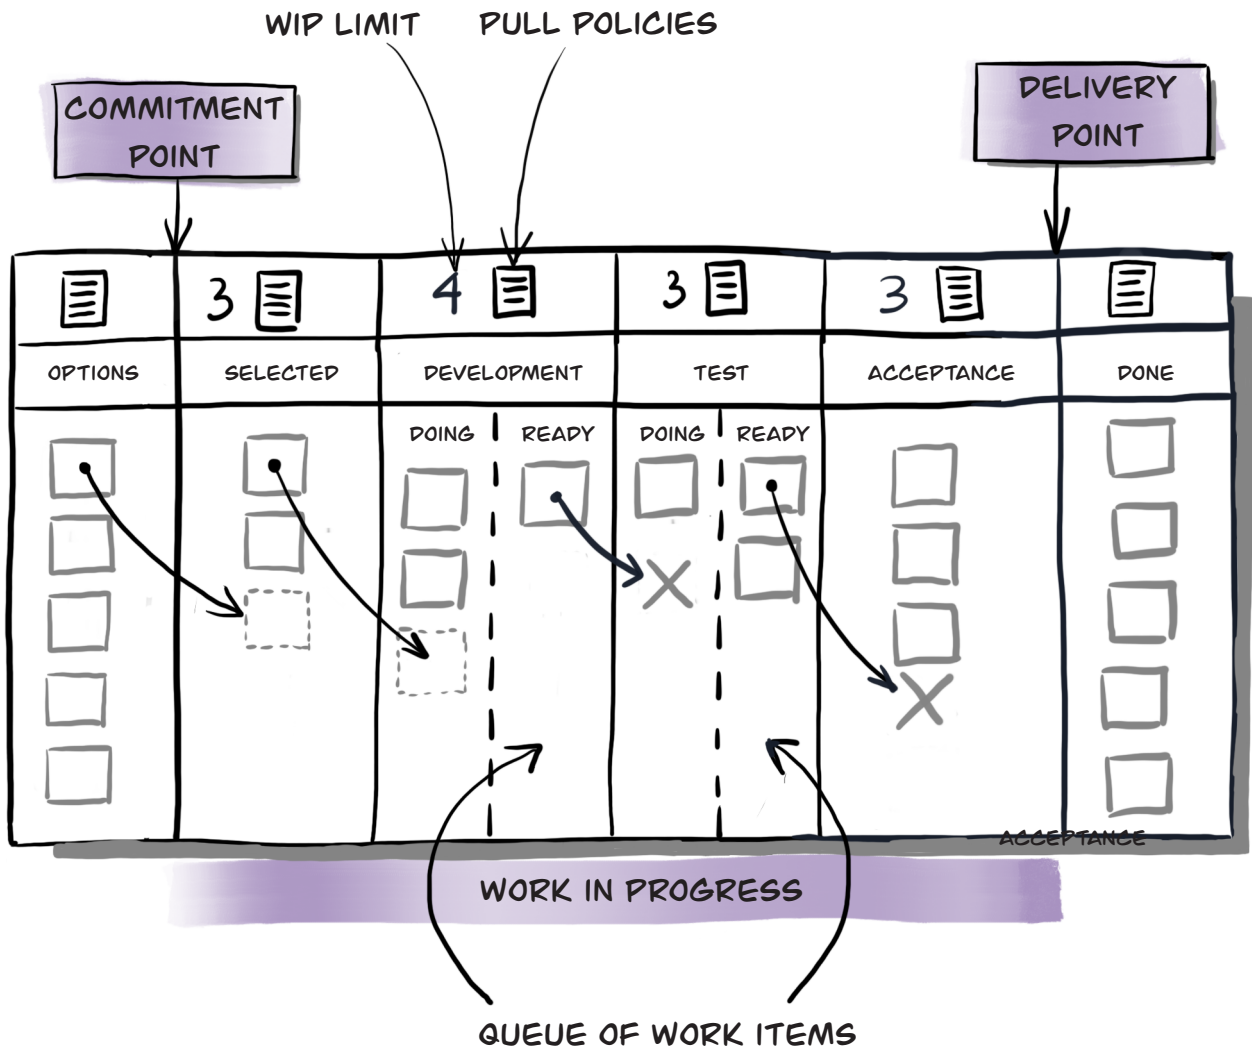 WIP LIMIT
PULL POLICIES
COMMITMENT
POINT
DELIVERY
POINT
3
4
3
3
OPTIONS
SELECTED
DEVELOPMENT
TEST
ACCEPTANCE
DONE
DOING
READY
DOING
READY
ACCEPTANCE
WORK IN PROGRESS
QUEUE OF WORK ITEMS